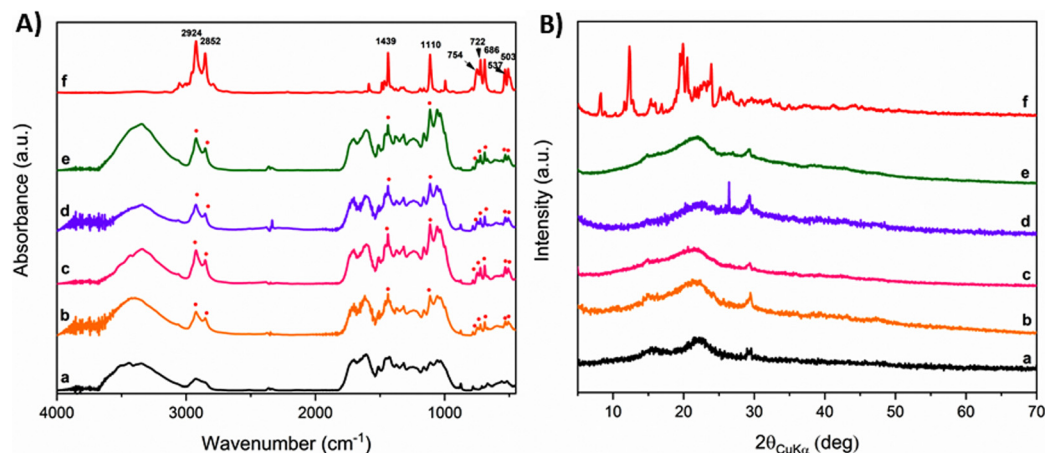 A)
2924
2852
1439
1110
754
722
686
537
503
f
e
d
c
b
a
4000 3000 2000 1000
Wavenumber (cm-1)
Absorbance (a.u.)
B)
f
e
d
c
b
a
10 20 30 40 50 60 70
2θCuKα (deg)
Intensity (a.u.)